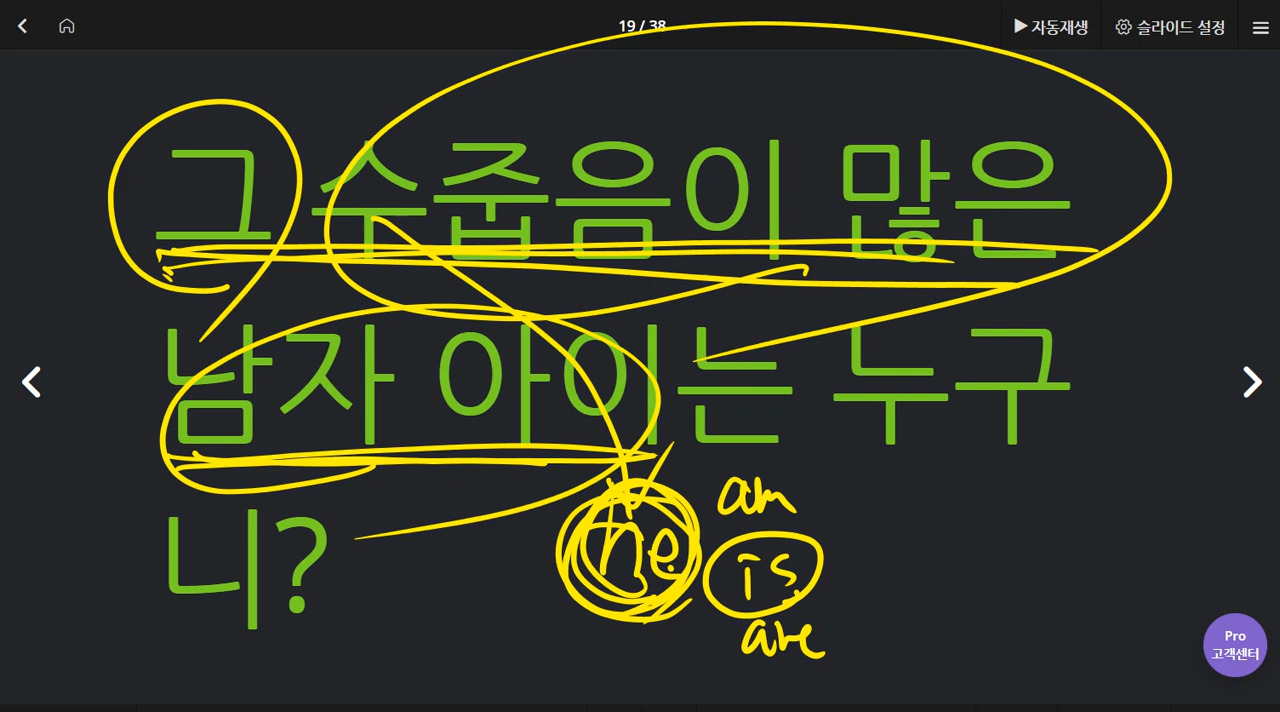 19 / 38
자동재생
슬라이드 설정
그 수줍음이 많은
남자 아이는 누구
니?
he
am
is
are
Pro
고객센터